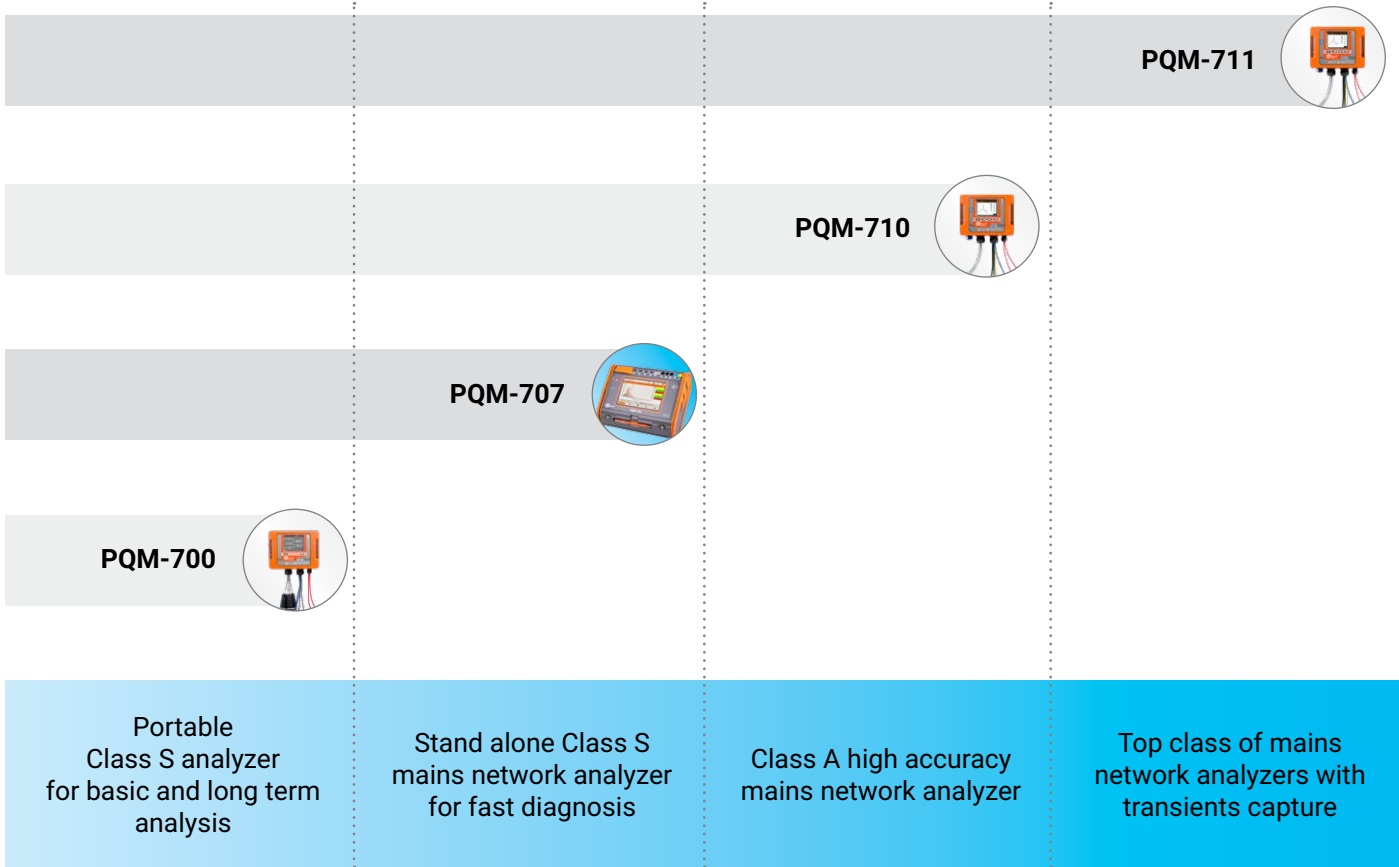 PQM-711
PQM-710
PQM-707
PQM-700
Portable
Class S analyzer
for basic and long term
analysis
Stand alone Class S
mains network analyzer
for fast diagnosis
Class A high accuracy
mains network analyzer
Top class of mains
network analyzers with
transients capture